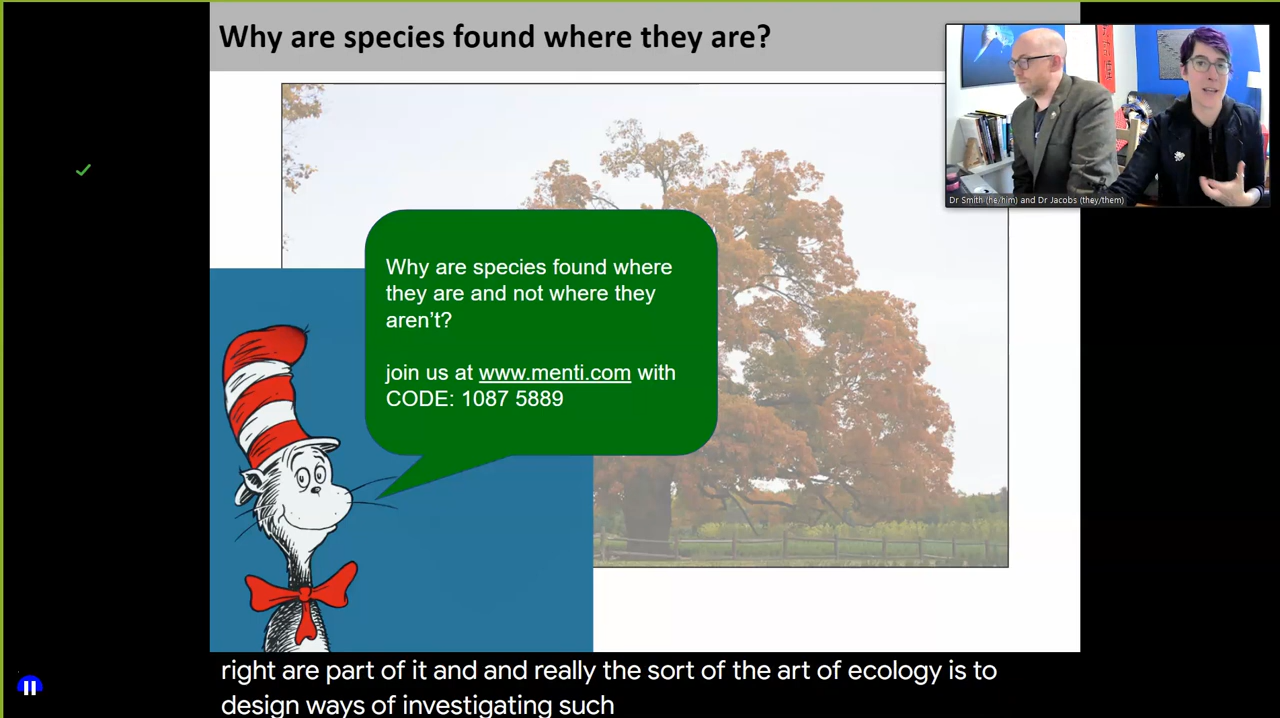 Why are species found where they are?
Dr Smith (he/him) and Dr Jacobs (they/them)
Why are species found where
they are and not where they
aren't?
join us at www.menti.com with
CODE: 1087 5889
right are part of it and and really the sort of the art of ecology is to
design ways of investigating such